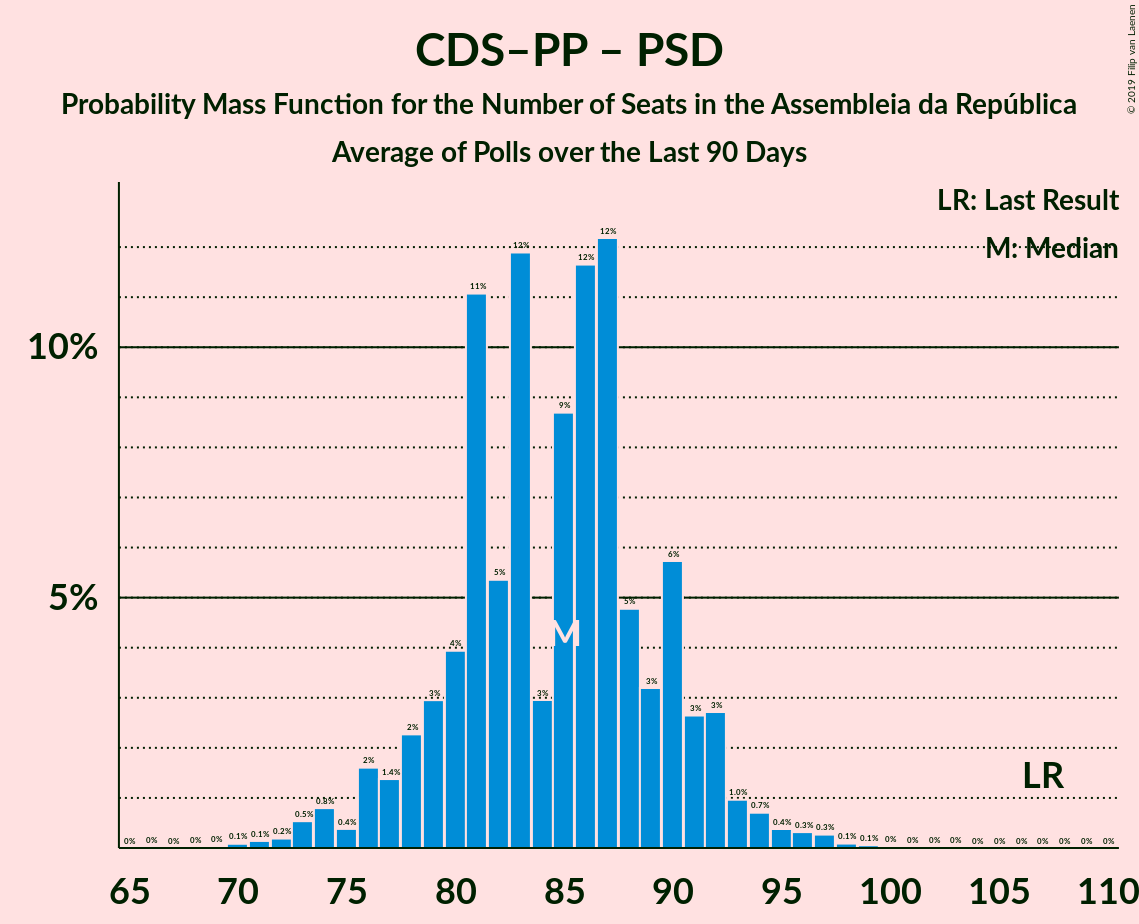 CDS–PP – PSD
Probability Mass Function for the Number of Seats in the Assembleia da República
Average of Polls over the Last 90 Days
© 2019 Filip van Laenen
LR: Last Result
M: Median
10%
5%
0% 0% 0% 0% 0% 0.1% 0.1% 0.2% 0.5% 0.8% 0.4% 2% 1.4% 2% 3% 4% 11% 5% 12% 3% 9% 12% 12% 5% 3% 6% 3% 3% 1.0% 0.7% 0.4% 0.3% 0.3% 0.1% 0.1% 0% 0% 0% 0% 0% 0% 0% 0% 0% 0% 0%
M
LR
65 70 75 80 85 90 95 100 105 110